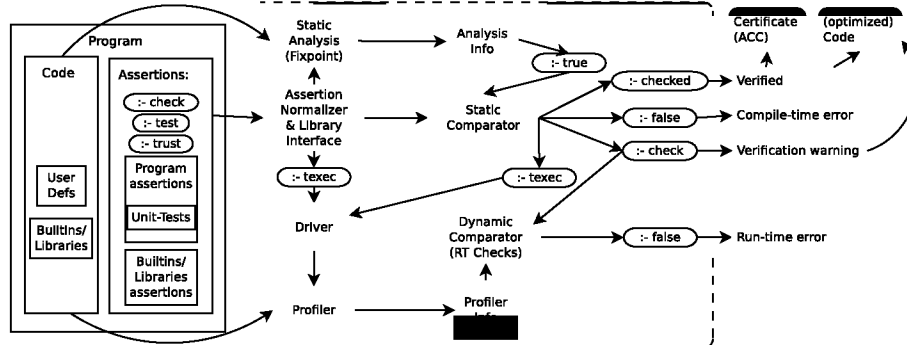 Program
Code
User
Defs
Builtins/
Libraries
Assertions:
:- check
:- test
:- trust
Program
assertions
Unit-Tests
Builtins/
Libraries
assertions
Static
Analysis
(Fixpoint)
Assertion
Normalizer
& Library
Interface
:- texec
Driver
Profiler
Analysis
Info
:- true
Static
Comparator
:- texec
Dynamic
Comparator
(RT Checks)
Profiler
:- checked
:- false
:- check
:- false
Certificate
(ACC)
(optimized)
Code
Verified
Compile-time error
Verification warning
Run-time error